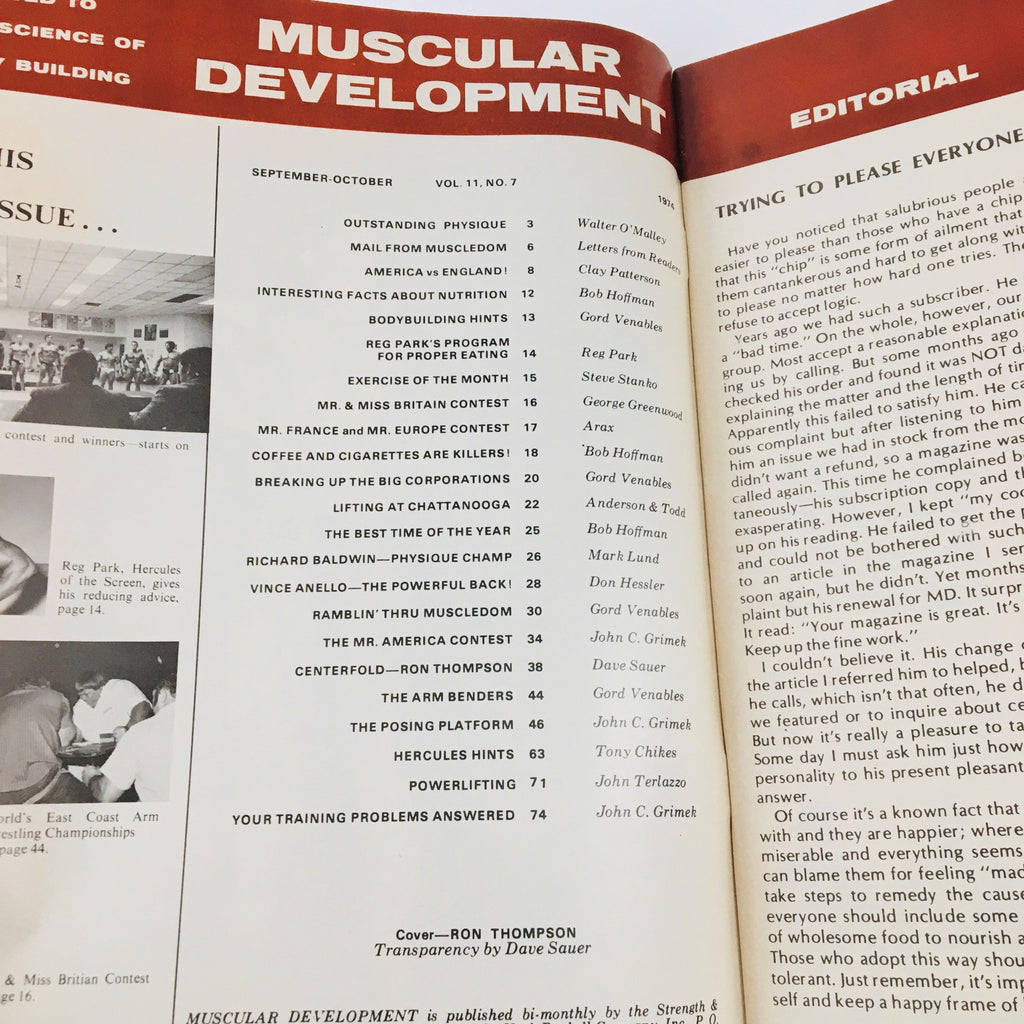 SCIENCE OF
BUILDING
MUSCULAR
DEVELOPMENT
SSUE...
contest and winners—starts on
Reg Park, Hercules
of the Screen, gives
his reducing advice,
page 14.
East Coast Arm
Championships
page 44.
& Miss Britian Contest
16.
SEPTEMBER-OCTOBER VOL. 11, NO. 7 1974
OUTSTANDING PHYSIQUE 3 Walter O'Malley
MAIL FROM MUSCLEDOM 6 Letters from Readers
AMERICA vs ENGLAND! 8 Clay Patterson
INTERESTING FACTS ABOUT NUTRITION 12 Bob Hoffman
BODYBUILDING HINTS 13 Gord Venables
REG PARK'S PROGRAM
FOR PROPER EATING 14 Reg Park
EXERCISE OF THE MONTH 15 Steve Stanko
MR. & MISS BRITAIN CONTEST 16 George Greenwood
MR. FRANCE and MR. EUROPE CONTEST 17 Arax
COFFEE AND CIGARETTES ARE KILLERS! 18 Bob Hoffman
BREAKING UP THE BIG CORPORATIONS 20 Gord Venables
LIFTING AT CHATTANOOGA 22 Anderson & Todd
THE BEST TIME OF THE YEAR 25 Bob Hoffman
RICHARD BALDWIN—PHYSIQUE CHAMP 26 Mark Lund
VINCE ANELLO—THE POWERFUL BACK! 28 Don Hessler
RAMBLIN' THRU MUSCLEDOM 30 Gord Venables
THE MR. AMERICA CONTEST 34 John C. Grimek
CENTERFOLD—RON THOMPSON 38 Dave Sauer
THE ARM BENDERS 44 Gord Venables
THE POSING PLATFORM 46 John C. Grimek
HERCULES HINTS 63 Tony Chikes
POWERLIFTING 71 John Terlazzo
YOUR TRAINING PROBLEMS ANSWERED 74 John C. Grimek
Cover—RON THOMPSON
Transparency by Dave Sauer
MUSCULAR DEVELOPMENT is published bi-monthly by the Strength &
EDITORIAL
TRYING TO PLEASE EVERYONE
Have you noticed that salubrious people
easier to please than those who have a chip
that this "chip" is some form of ailment that
them cantankerous and hard to get along
to please no matter how hard one tries.
refuse to accept logic.
Years ago we had such a subscriber. He
a "bad time." On the whole, however, our
group. Most accept a reasonable
ing us by calling. But some months ago
checked his order and found it was NOT
explaining the matter and the length of
Apparently this failed to satisfy him. He
ous complaint but after listening to him
him an issue we had in stock from the
didn't want a refund, so a magazine was
called again. This time he complained
taneously—his subscription copy and
exasperating. However, I kept "my
up on his reading. He failed to get the
and could not be bothered with such
to an article in the magazine I
soon again, but he didn't. Yet months
plaint but his renewal for MD. It
It read: "Your magazine is great. It's
Keep up the fine work."
I couldn't believe it. His change
the article I referred him to helped,
he calls, which isn't that often, he
we featured or to inquire about
But now it's really a pleasure to
Some day I must ask him just how
personality to his present pleasant
answer.
Of course it's a known fact that
with and they are happier; where
miserable and everything seems
can blame them for feeling
take steps to remedy the cause
everyone should include some
of wholesome food to nourish
Those who adopt this way
tolerant. Just remember, it's
self and keep a happy frame of